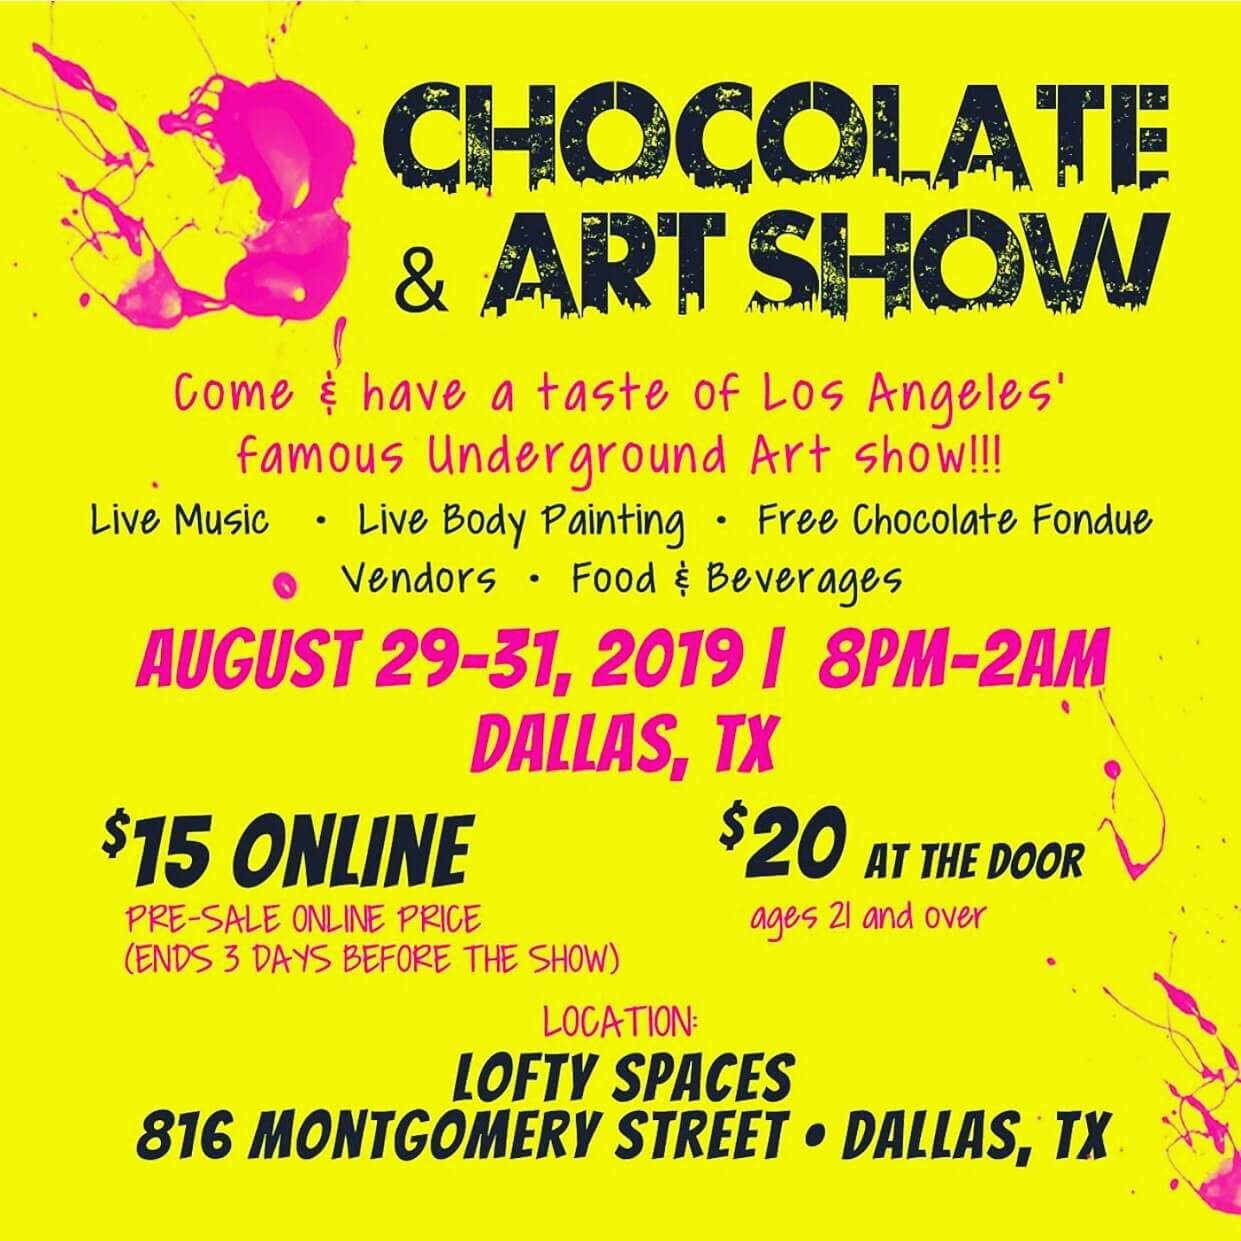 CHOCOLATE
& ART SHOW
Come & have a taste of Los Angeles'
famous Underground Art show!!!
Live Music • Live Body Painting • Free Chocolate Fondue
Vendors • Food & Beverages
AUGUST 29-31, 2019 | 8PM-2AM
DALLAS, TX
$15 ONLINE
PRE-SALE ONLINE PRICE
(ENDS 3 DAYS BEFORE THE SHOW)
$20 AT THE DOOR
ages 21 and over
LOCATION:
LOFTY SPACES
816 MONTGOMERY STREET • DALLAS, TX